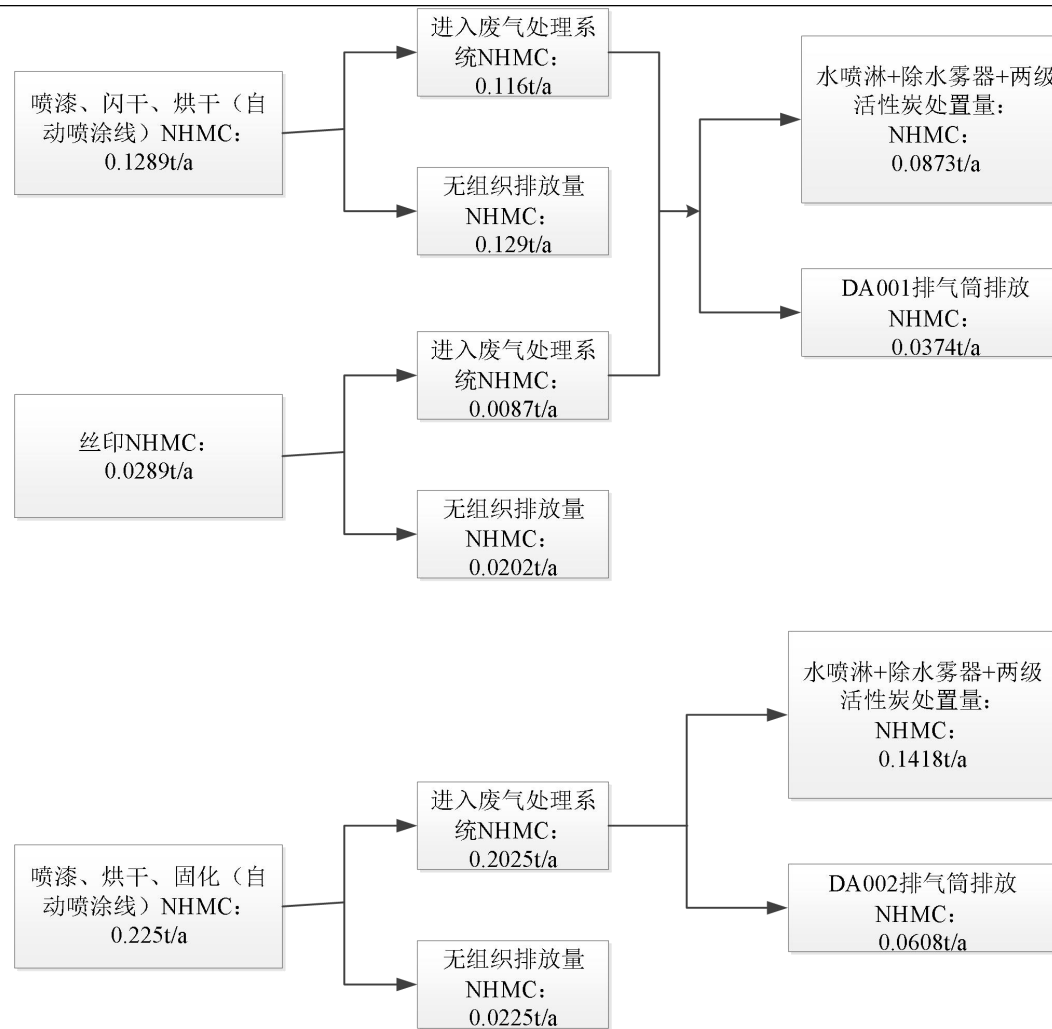 进入废气处理系
统NHMC：
0.116t/a
喷漆、闪干、烘干（自
动喷涂线）NHMC：
0.1289t/a
无组织排放量
NHMC：
0.129t/a
水喷淋+除水雾器+两级
活性炭处置量：
NHMC：
0.0873t/a
DA001排气筒排放
NHMC：
0.0374t/a
进入废气处理系
统NHMC：
0.0087t/a
丝印NHMC：
0.0289t/a
无组织排放量
NHMC：
0.0202t/a
水喷淋+除水雾器+两级
活性炭处置量：
NHMC：
0.1418t/a
进入废气处理系
统NHMC：
0.2025t/a
喷漆、烘干、固化（自
动喷涂线）NHMC：
0.225t/a
DA002排气筒排放
NHMC：
0.0608t/a
无组织排放量
NHMC：
0.0225t/a